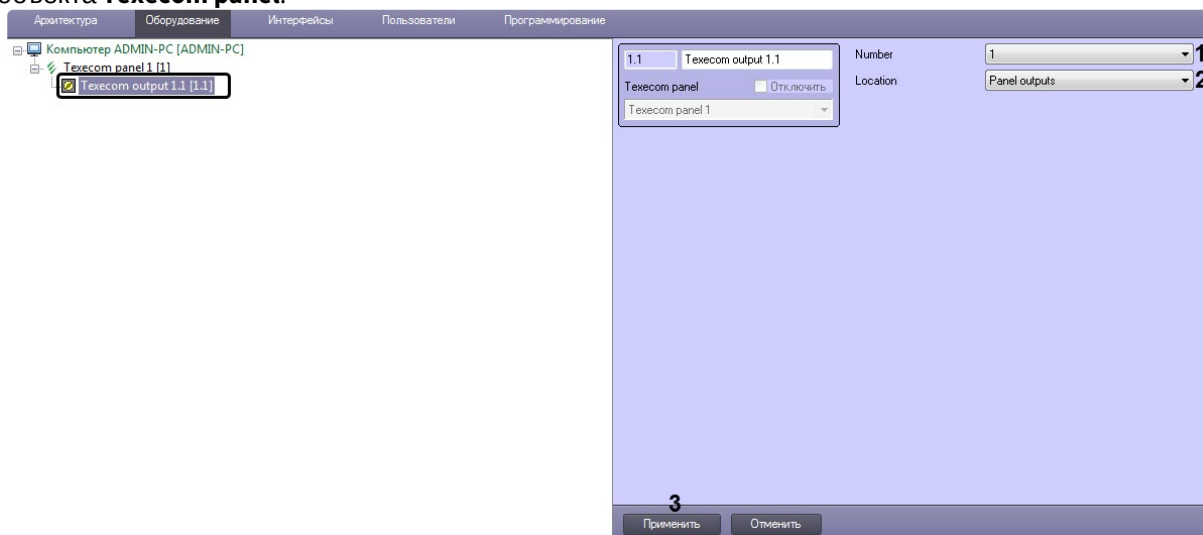 объекта Texecom panel.
Архитектура Оборудование Интерфейсы Пользователи Программирование
Компьютер ADMIN-PC [ADMIN-PC]
Texecom panel 1 [1]
Texecom output 1.1 [1.1]
1.1 Texecom output 1.1
Texecom panel Отключить
Texecom panel 1
Number 1 1
Location Panel outputs 2
3
Применить Отменить